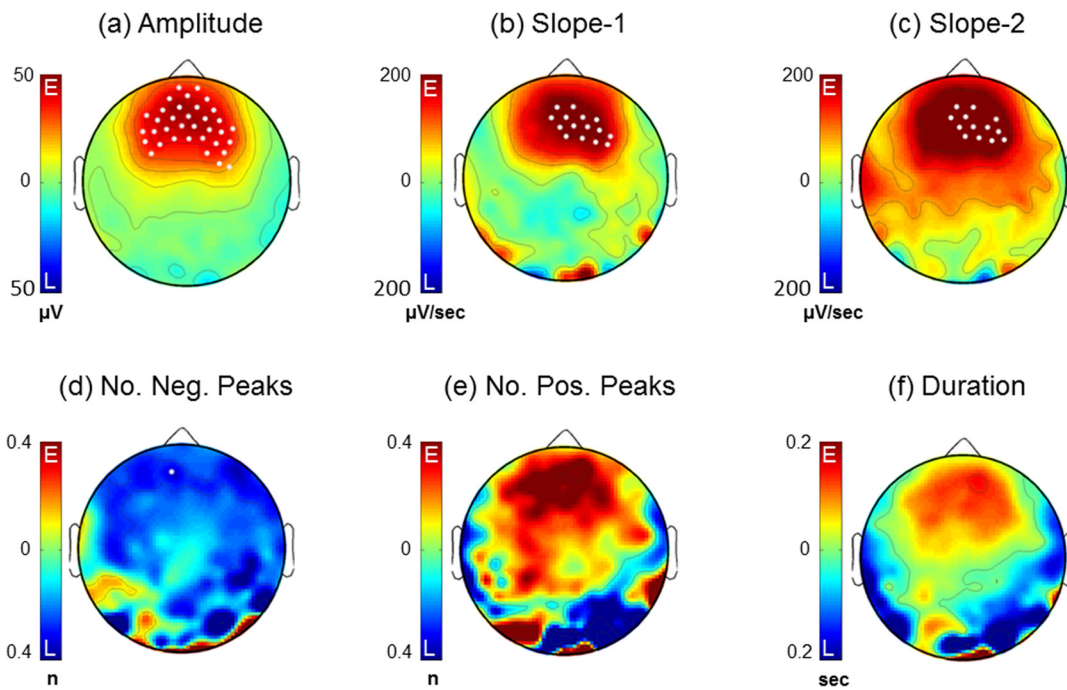 (a) Amplitude
(b) Slope-1
(c) Slope-2
50
E
0
L
50
µV
200
E
0
L
200
µV/sec
200
E
0
L
200
µV/sec
(d) No. Neg. Peaks
(e) No. Pos. Peaks
(f) Duration
0.4
E
0
L
0.4
n
0.4
E
0
L
0.4
n
0.2
E
0
L
0.2
sec